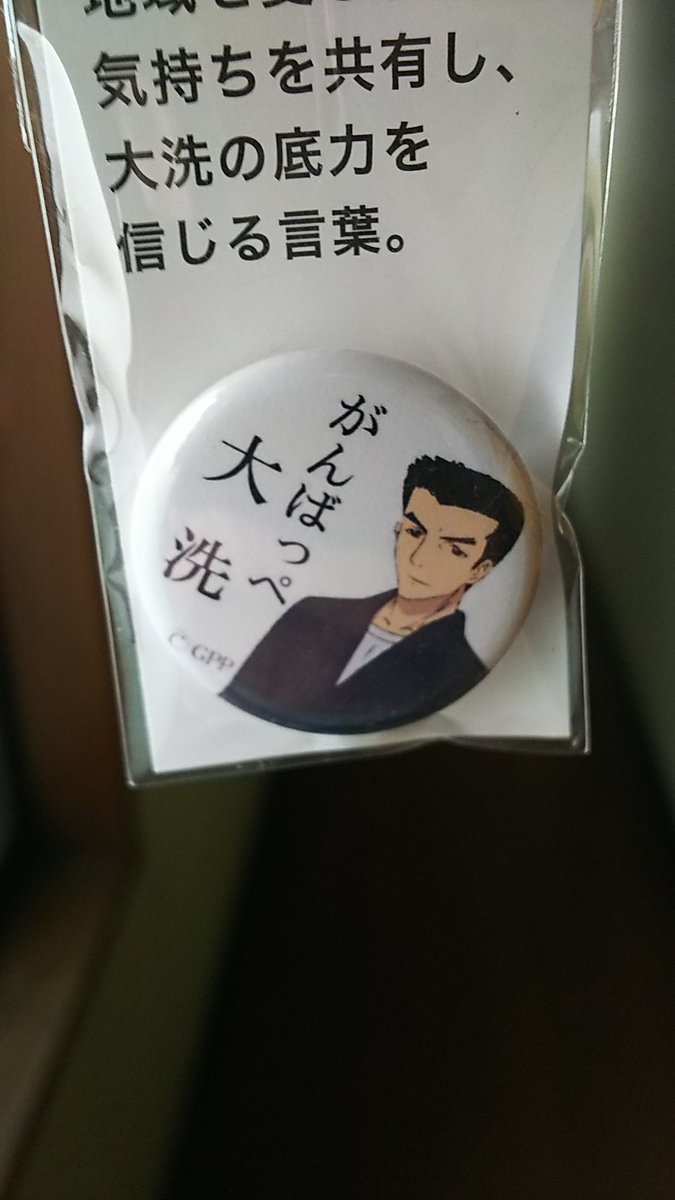 気持ちを共有し、
大洗の底力を
信じる言葉。
がんばっぺ
大洗
C GPP